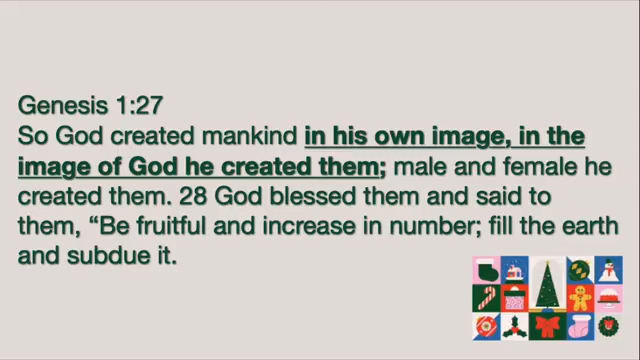 Genesis 1:27
So God created mankind in his own image, in the
image of God he created them; male and female he
created them. 28 God blessed them and said to
them, “Be fruitful and increase in number; fill the earth
and subdue it.